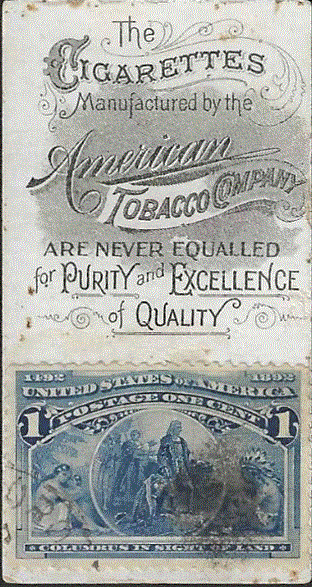 The
CIGARETTES
Manufactured by the
American
TOBACCO COMPANY
ARE NEVER EQUALLED
for PURITY and EXCELLENCE
of QUALITY
1492 1892
UNITED STATES OF AMERICA
1 POSTAGE ONE CENT 1
COLUMBUS IN SIGHT OF LAND